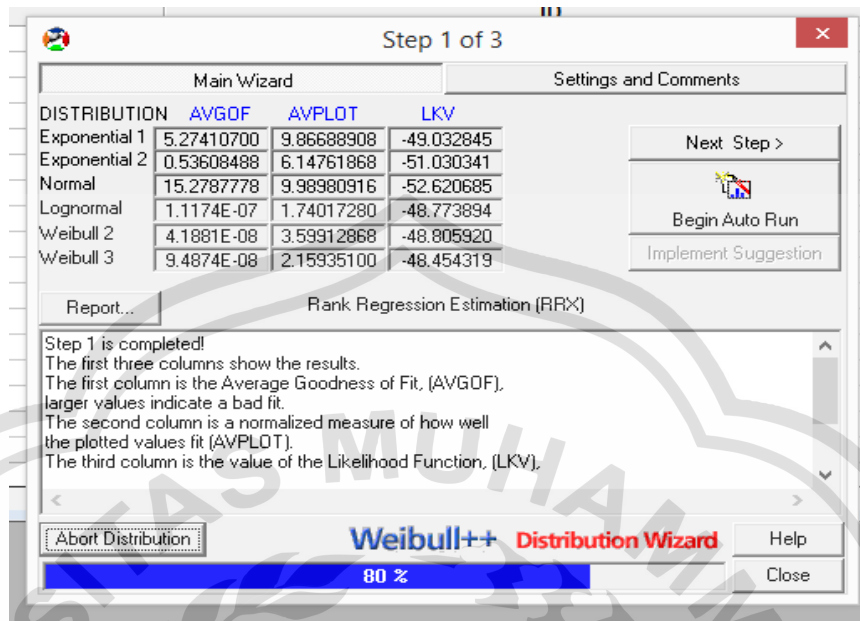 Step 1 of 3
Main Wizard Settings and Comments
DISTRIBUTION AVGOF AVPLOT LKV
Exponential 1 5.27410700 9.86688908 -49.032845
Exponential 2 0.53608488 6.14761868 -51.030341
Normal 15.2787778 9.98980916 -52.620685
Lognormal 1.1174E-07 1.74017280 -48.773894
Weibull 2 4.1881E-08 3.59912868 -48.805920
Weibull 3 9.4874E-08 2.15935100 -48.454319
Next Step >
Begin Auto Run
Implement Suggestion
Report... Rank Regression Estimation (RRX)
Step 1 is completed!
The first three columns show the results.
The first column is the Average Goodness of Fit, (AVGOF),
larger values indicate a bad fit.
The second column is a normalized measure of how well
the plotted values fit (AVPLOT).
The third column is the value of the Likelihood Function, (LKV),
Abort Distribution Weibull++ Distribution Wizard Help
80 % Close
ITAS MUHAM